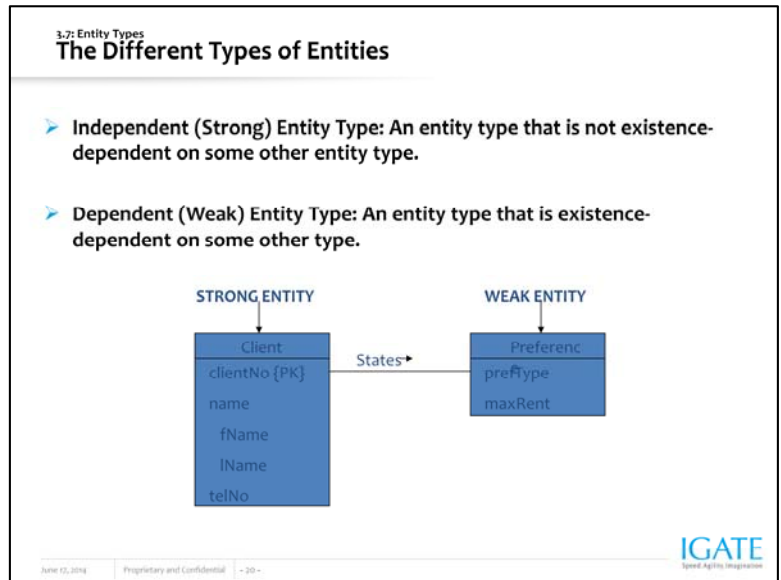 3.7: Entity Types
The Different Types of Entities
Independent (Strong) Entity Type: An entity type that is not existence-
dependent on some other entity type.
Dependent (Weak) Entity Type: An entity type that is existence-
dependent on some other type.
STRONG ENTITY
WEAK ENTITY
Client
clientNo {PK}
name
fName
lName
telNo
States
Preferenc
e
prefType
maxRent
June 17, 2014
Proprietary and Confidential
- 20 -
IGATE
Speed.Agility.Imagination